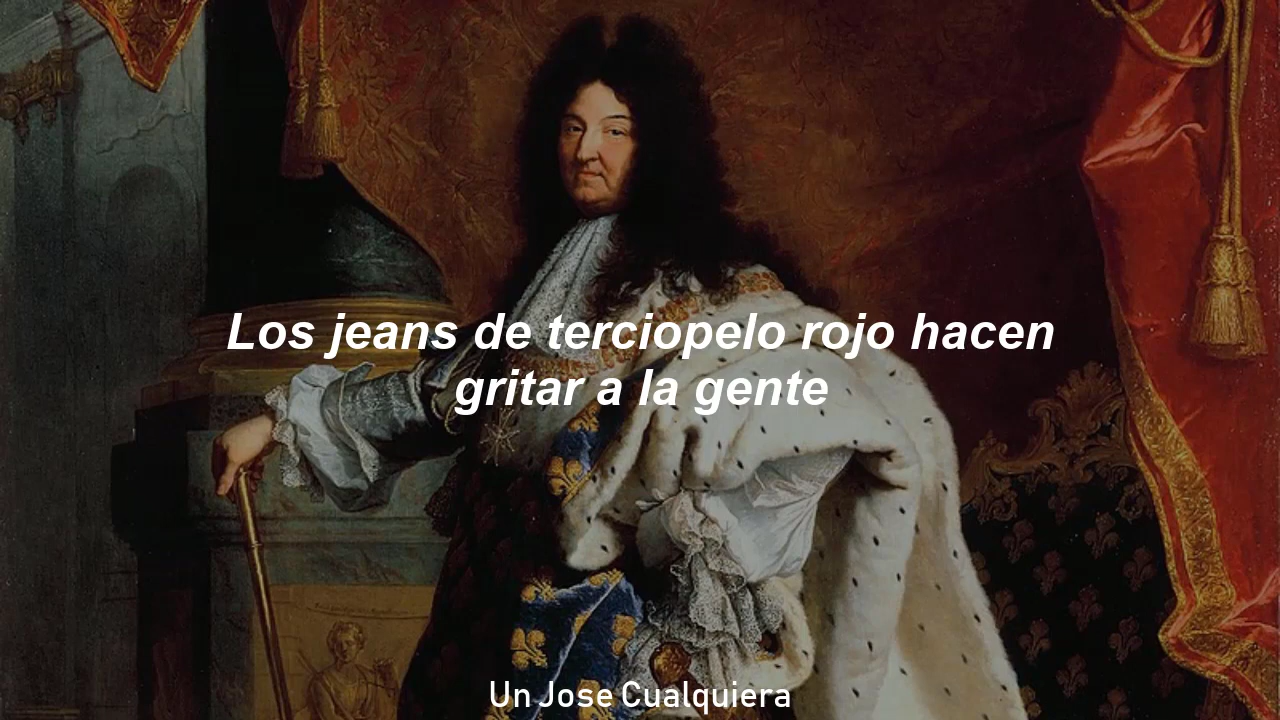 Los jeans de terciopelo rojo hacen
gritar a la gente
Un Jose Cualquiera